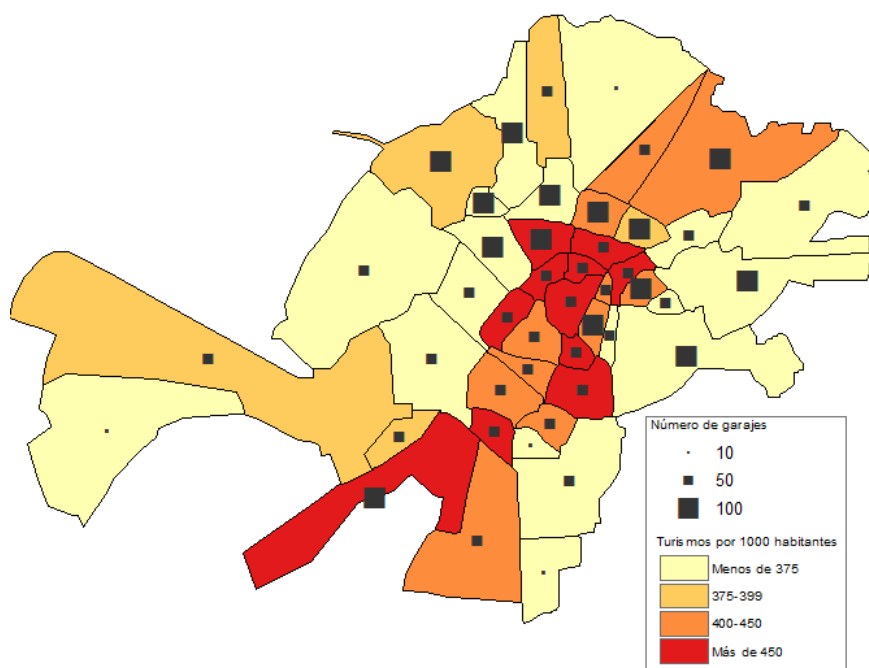 Número de garajes
10
50
100
Turismos por 1000 habitantes
Menos de 375
375-399
400-450
Más de 450